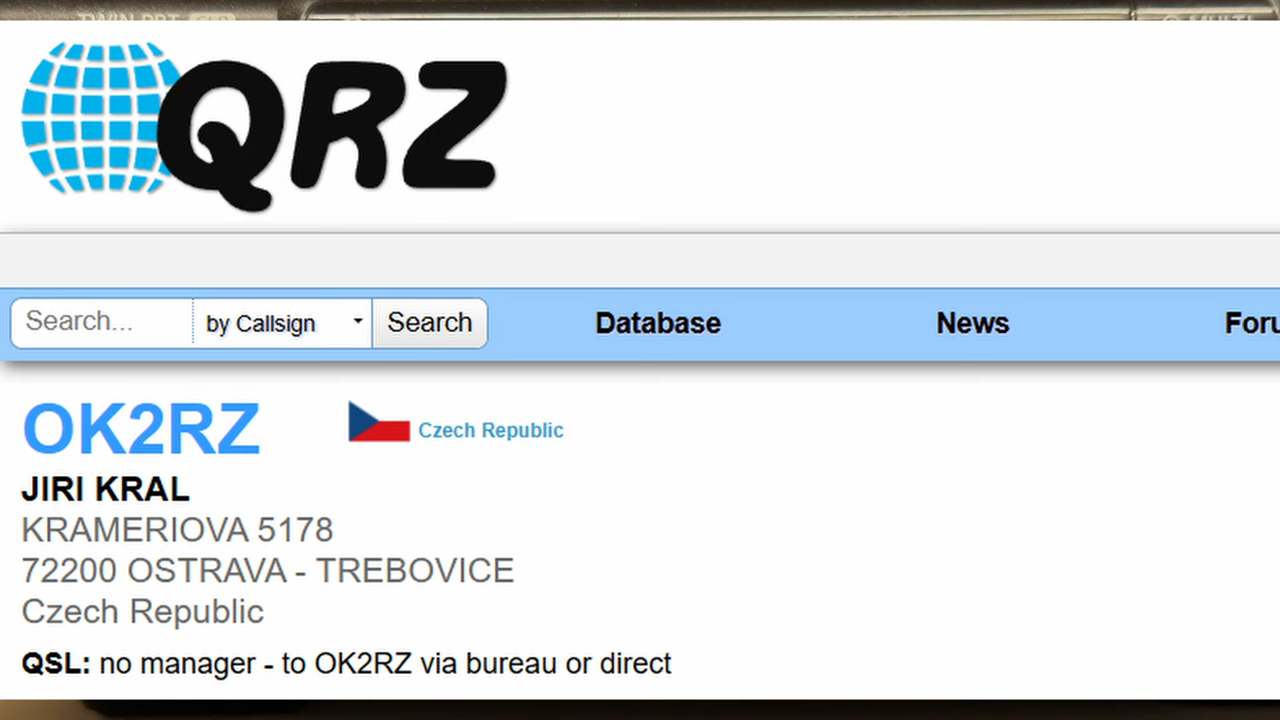 QRZ
Search...
by Callsign
Search
Database
News
OK2RZ
Czech Republic
JIRI KRAL
KRAMERIOVA 5178
72200 OSTRAVA - TREBOVICE
Czech Republic
QSL: no manager - to OK2RZ via bureau or direct